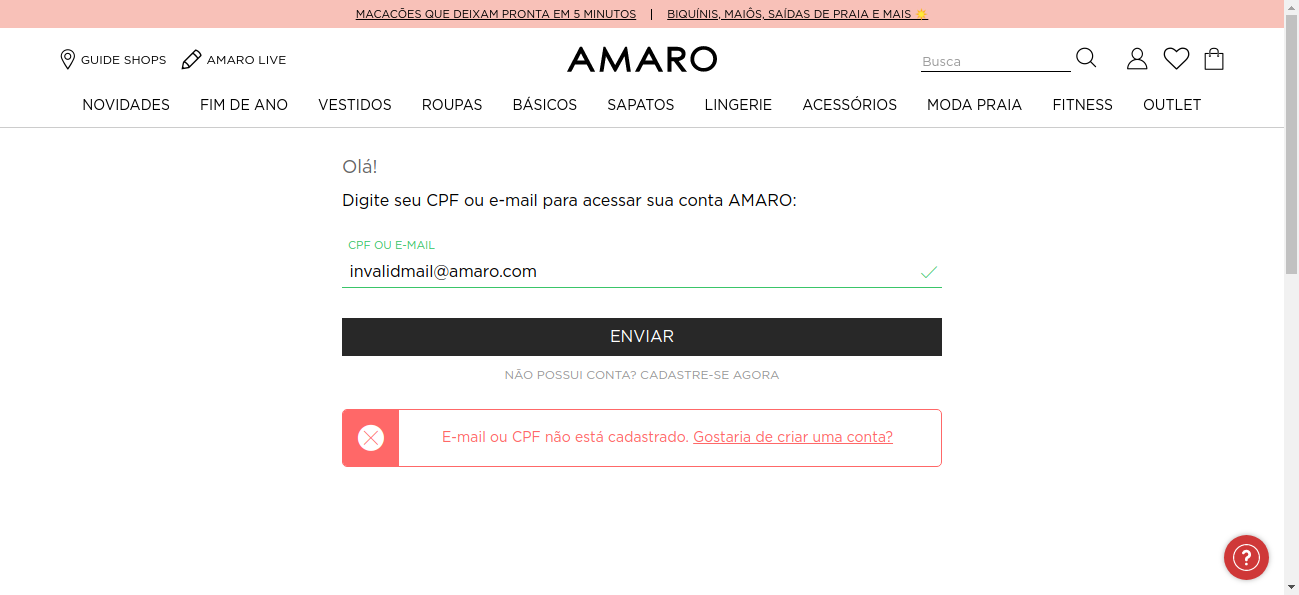 MACACÕES QUE DEIXAM PRONTA EM 5 MINUTOS | BIQUÍNIS, MAIÔS, SAÍDAS DE PRAIA E MAIS ☀️
GUIDE SHOPS AMARO LIVE AMARO Busca
NOVIDADES FIM DE ANO VESTIDOS ROUPAS BÁSICOS SAPATOS LINGERIE ACESSÓRIOS MODA PRAIA FITNESS OUTLET
Olá!
Digite seu CPF ou e-mail para acessar sua conta AMARO:
CPF OU E-MAIL
invalidmail@amaro.com
ENVIAR
NÃO POSSUI CONTA? CADASTRE-SE AGORA
E-mail ou CPF não está cadastrado. Gostaria de criar uma conta?
?